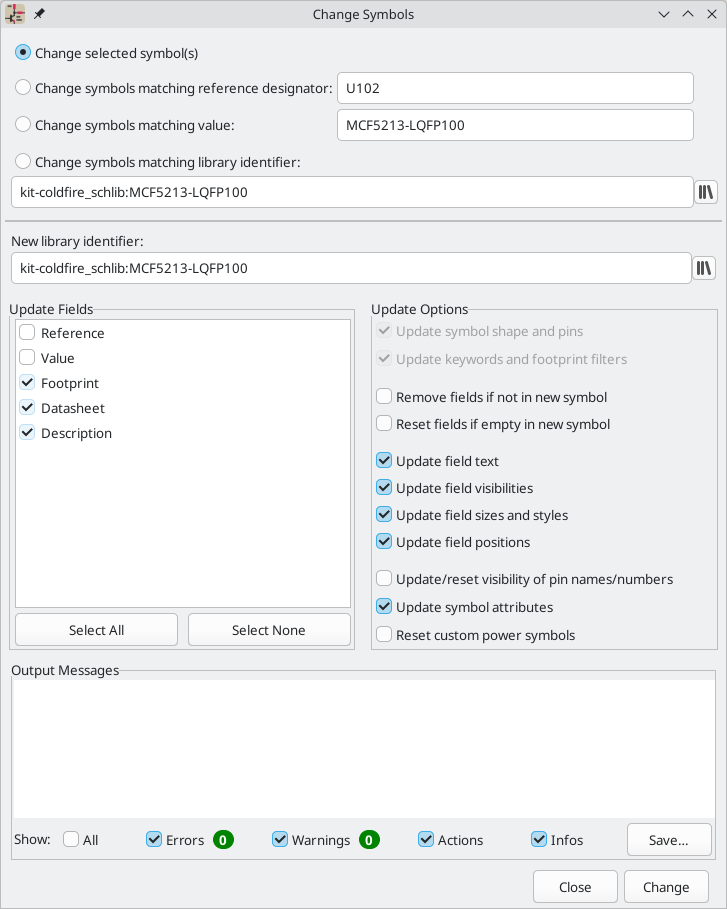 Change Symbols
Change selected symbol(s)
Change symbols matching reference designator: U102
Change symbols matching value: MCF5213-LQFP100
Change symbols matching library identifier:
kit-coldfire_schlib:MCF5213-LQFP100
New library identifier:
kit-coldfire_schlib:MCF5213-LQFP100
Update Fields
Reference
Value
Footprint
Datasheet
Description
Select All
Select None
Update Options
Update symbol shape and pins
Update keywords and footprint filters
Remove fields if not in new symbol
Reset fields if empty in new symbol
Update field text
Update field visibilities
Update field sizes and styles
Update field positions
Update/reset visibility of pin names/numbers
Update symbol attributes
Reset custom power symbols
Output Messages
Show: All Errors 0 Warnings 0 Actions Infos Save...
Close Change